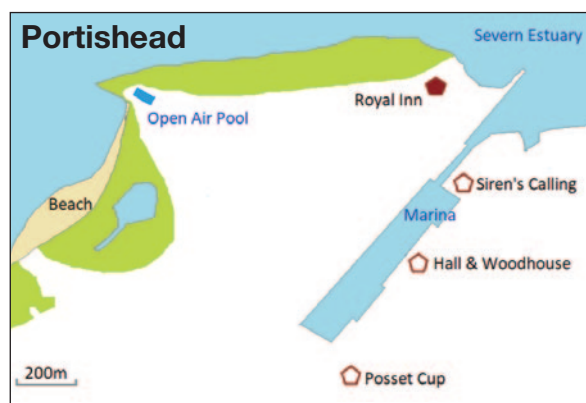 Portishead
Severn Estuary
Royal Inn
Open Air Pool
Siren's Calling
Beach
Marina
Hall & Woodhouse
200m
Posset Cup